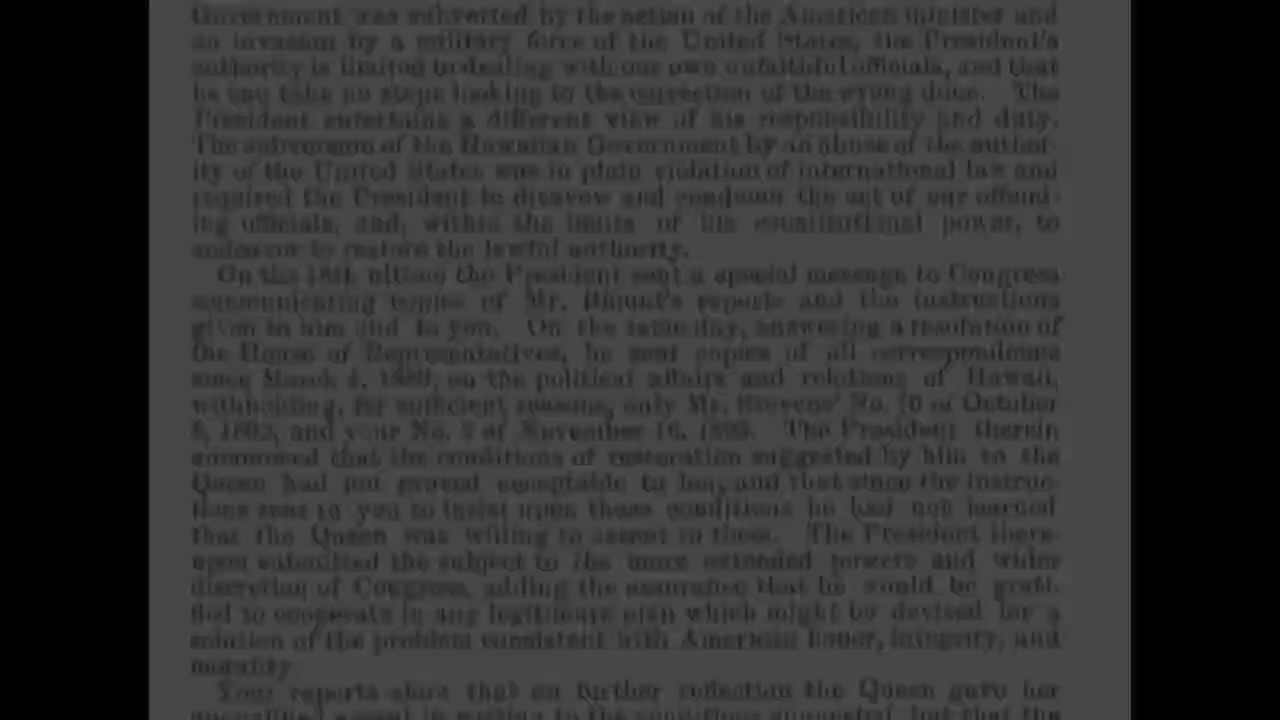 Government was subverted by the action of the American minister and
an invasion by a military force of the United States, the President's
authority is limited to dealing with our own unfaithful officials, and that
he can take no steps looking to the correction of the wrong done. The
President entertains a different view of his responsibility and duty.
The subversion of the Hawaiian Government by an abuse of the author-
ity of the United States was in plain violation of international law and
required the President to disavow and condemn the act of our offend-
ing officials, and, within the limits of his constitutional power, to
endeavor to restore the lawful authority.
On the 18th ultimo the President sent a special message to Congress
communicating copies of Mr. Blount's reports and the instructions
given to him and to you. On the same day, answering a resolution of
the House of Representatives, he sent copies of all correspondence
since March 4, 1889, on the political affairs and relations of Hawaii,
withholding, for sufficient reasons, only Mr. Stevens' No. 70 of October
8, 1892, and your No. 3 of November 16, 1893. The President therein
announced that the conditions of restoration suggested by him to the
Queen had not proved acceptable to her, and that since the instruc-
tions sent to you to insist upon those conditions he had not learned
that the Queen was willing to assent to them. The President there-
upon submitted the subject to the more extended powers and wider
discretion of Congress, adding the assurance that he would be grati-
fied to cooperate in any legitimate plan which might be devised for a
solution of the problem consistent with American honor, integrity, and
morality.
Your reports show that on further reflection the Queen gave her
unqualified assent in writing to the conditions suggested, but that the